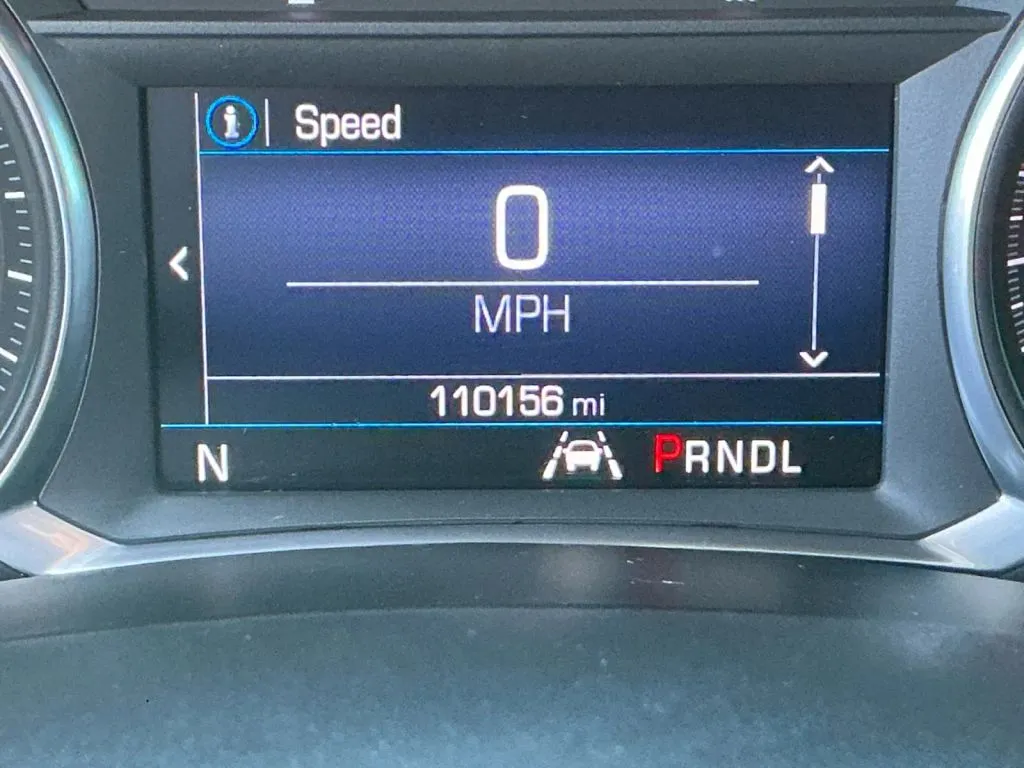 Speed
0
MPH
110156 mi
N PRNDL